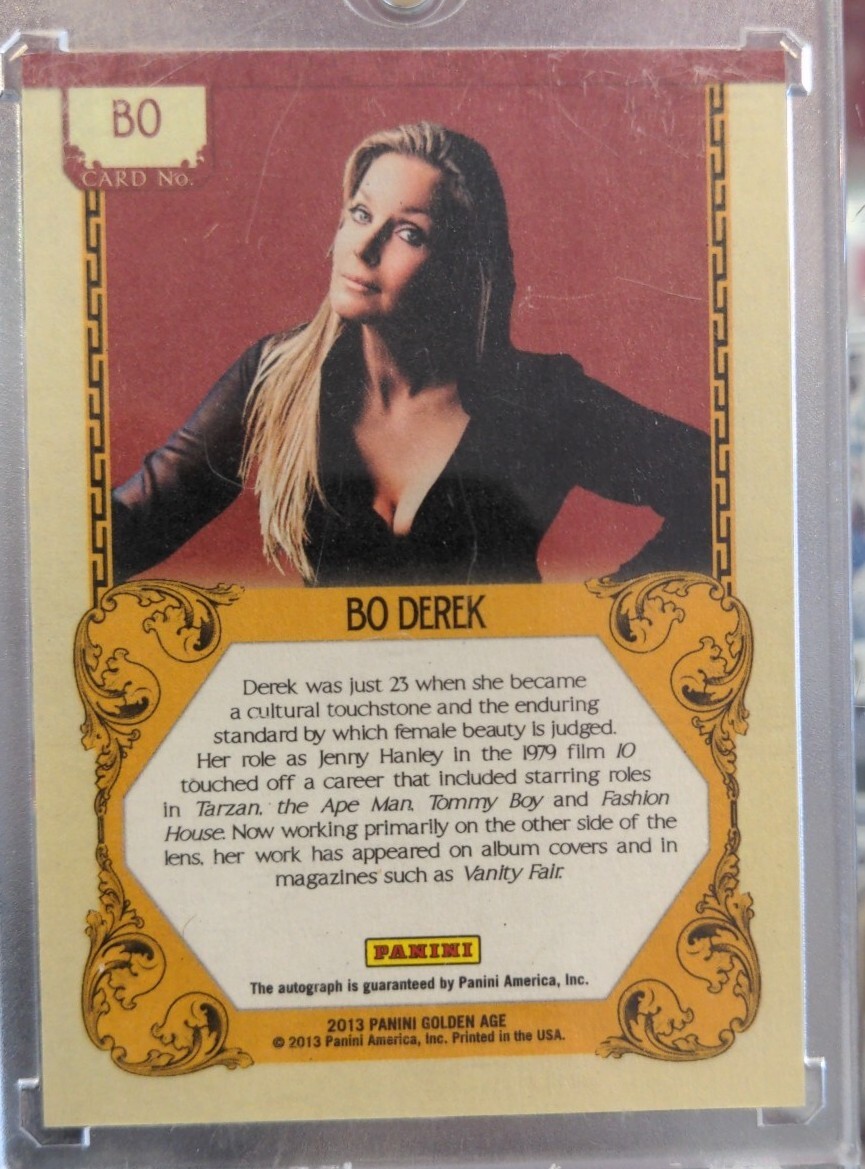 BO
CARD No.
BO DEREK
Derek was just 23 when she became
a cultural touchstone and the enduring
standard by which female beauty is judged.
Her role as Jenny Hanley in the 1979 film 10
touched off a career that included starring roles
in Tarzan, the Ape Man, Tommy Boy and Fashion
House. Now working primarily on the other side of the
lens, her work has appeared on album covers and in
magazines such as Vanity Fair.
PANINI
The autograph is guaranteed by Panini America, Inc.
2013 PANINI GOLDEN AGE
© 2013 Panini America, Inc. Printed in the USA.